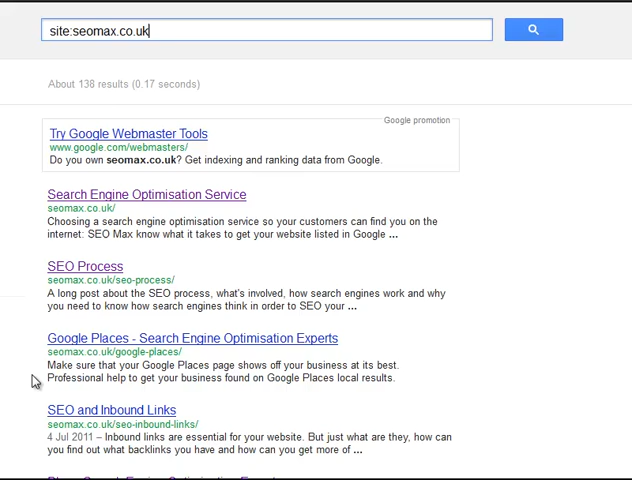 site:seomax.co.uk
About 138 results (0.17 seconds)
Google promotion
Try Google Webmaster Tools
www.google.com/webmasters/
Do you own seomax.co.uk? Get indexing and ranking data from Google.
Search Engine Optimisation Service
seomax.co.uk/
Choosing a search engine optimisation service so your customers can find you on the
internet: SEO Max know what it takes to get your website listed in Google ...
SEO Process
seomax.co.uk/seo-process/
A long post about the SEO process, what's involved, how search engines work and why
you need to know how search engines think in order to SEO your ...
Google Places - Search Engine Optimisation Experts
seomax.co.uk/google-places/
Make sure that your Google Places page shows off your business at its best.
Professional help to get your business found on Google Places local results.
SEO and Inbound Links
seomax.co.uk/seo-inbound-links/
4 Jul 2011 – Inbound links are essential for your website. But just what are they, how can
you find out what backlinks you have and how can you get more of ...